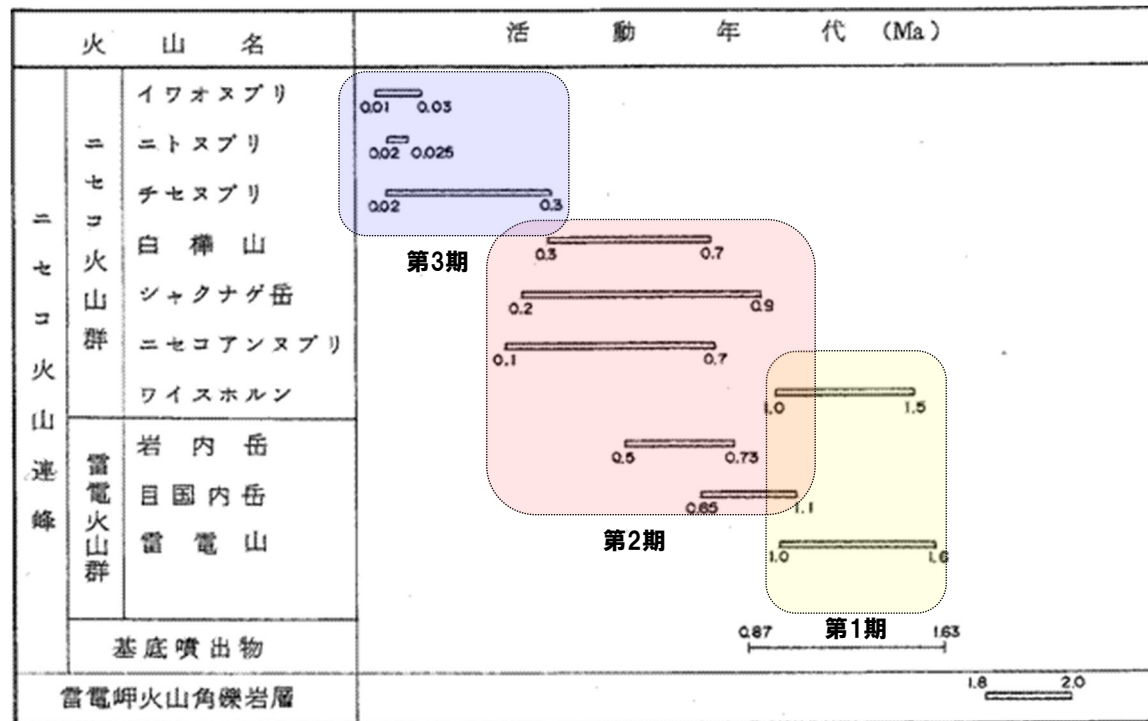 火山名 活動年代 (Ma)
ニセコ火山連峰
ニセコ火山群
イワオヌプリ 0.01 0.03
ニトヌプリ 0.02 0.025
チセヌプリ 0.02 0.3
第3期
白樺山 0.3 0.7
シャクナゲ岳 0.2 0.9
ニセコアンヌプリ 0.1 0.7
ワイスホルン 1.0 1.5
雷電火山群
岩内岳 0.5 0.73
目国内岳 0.65 1.1
第2期
雷電山 1.0 1.6
第1期
基底噴出物 0.87 1.63
雷電岬火山角礫岩層 1.8 2.0